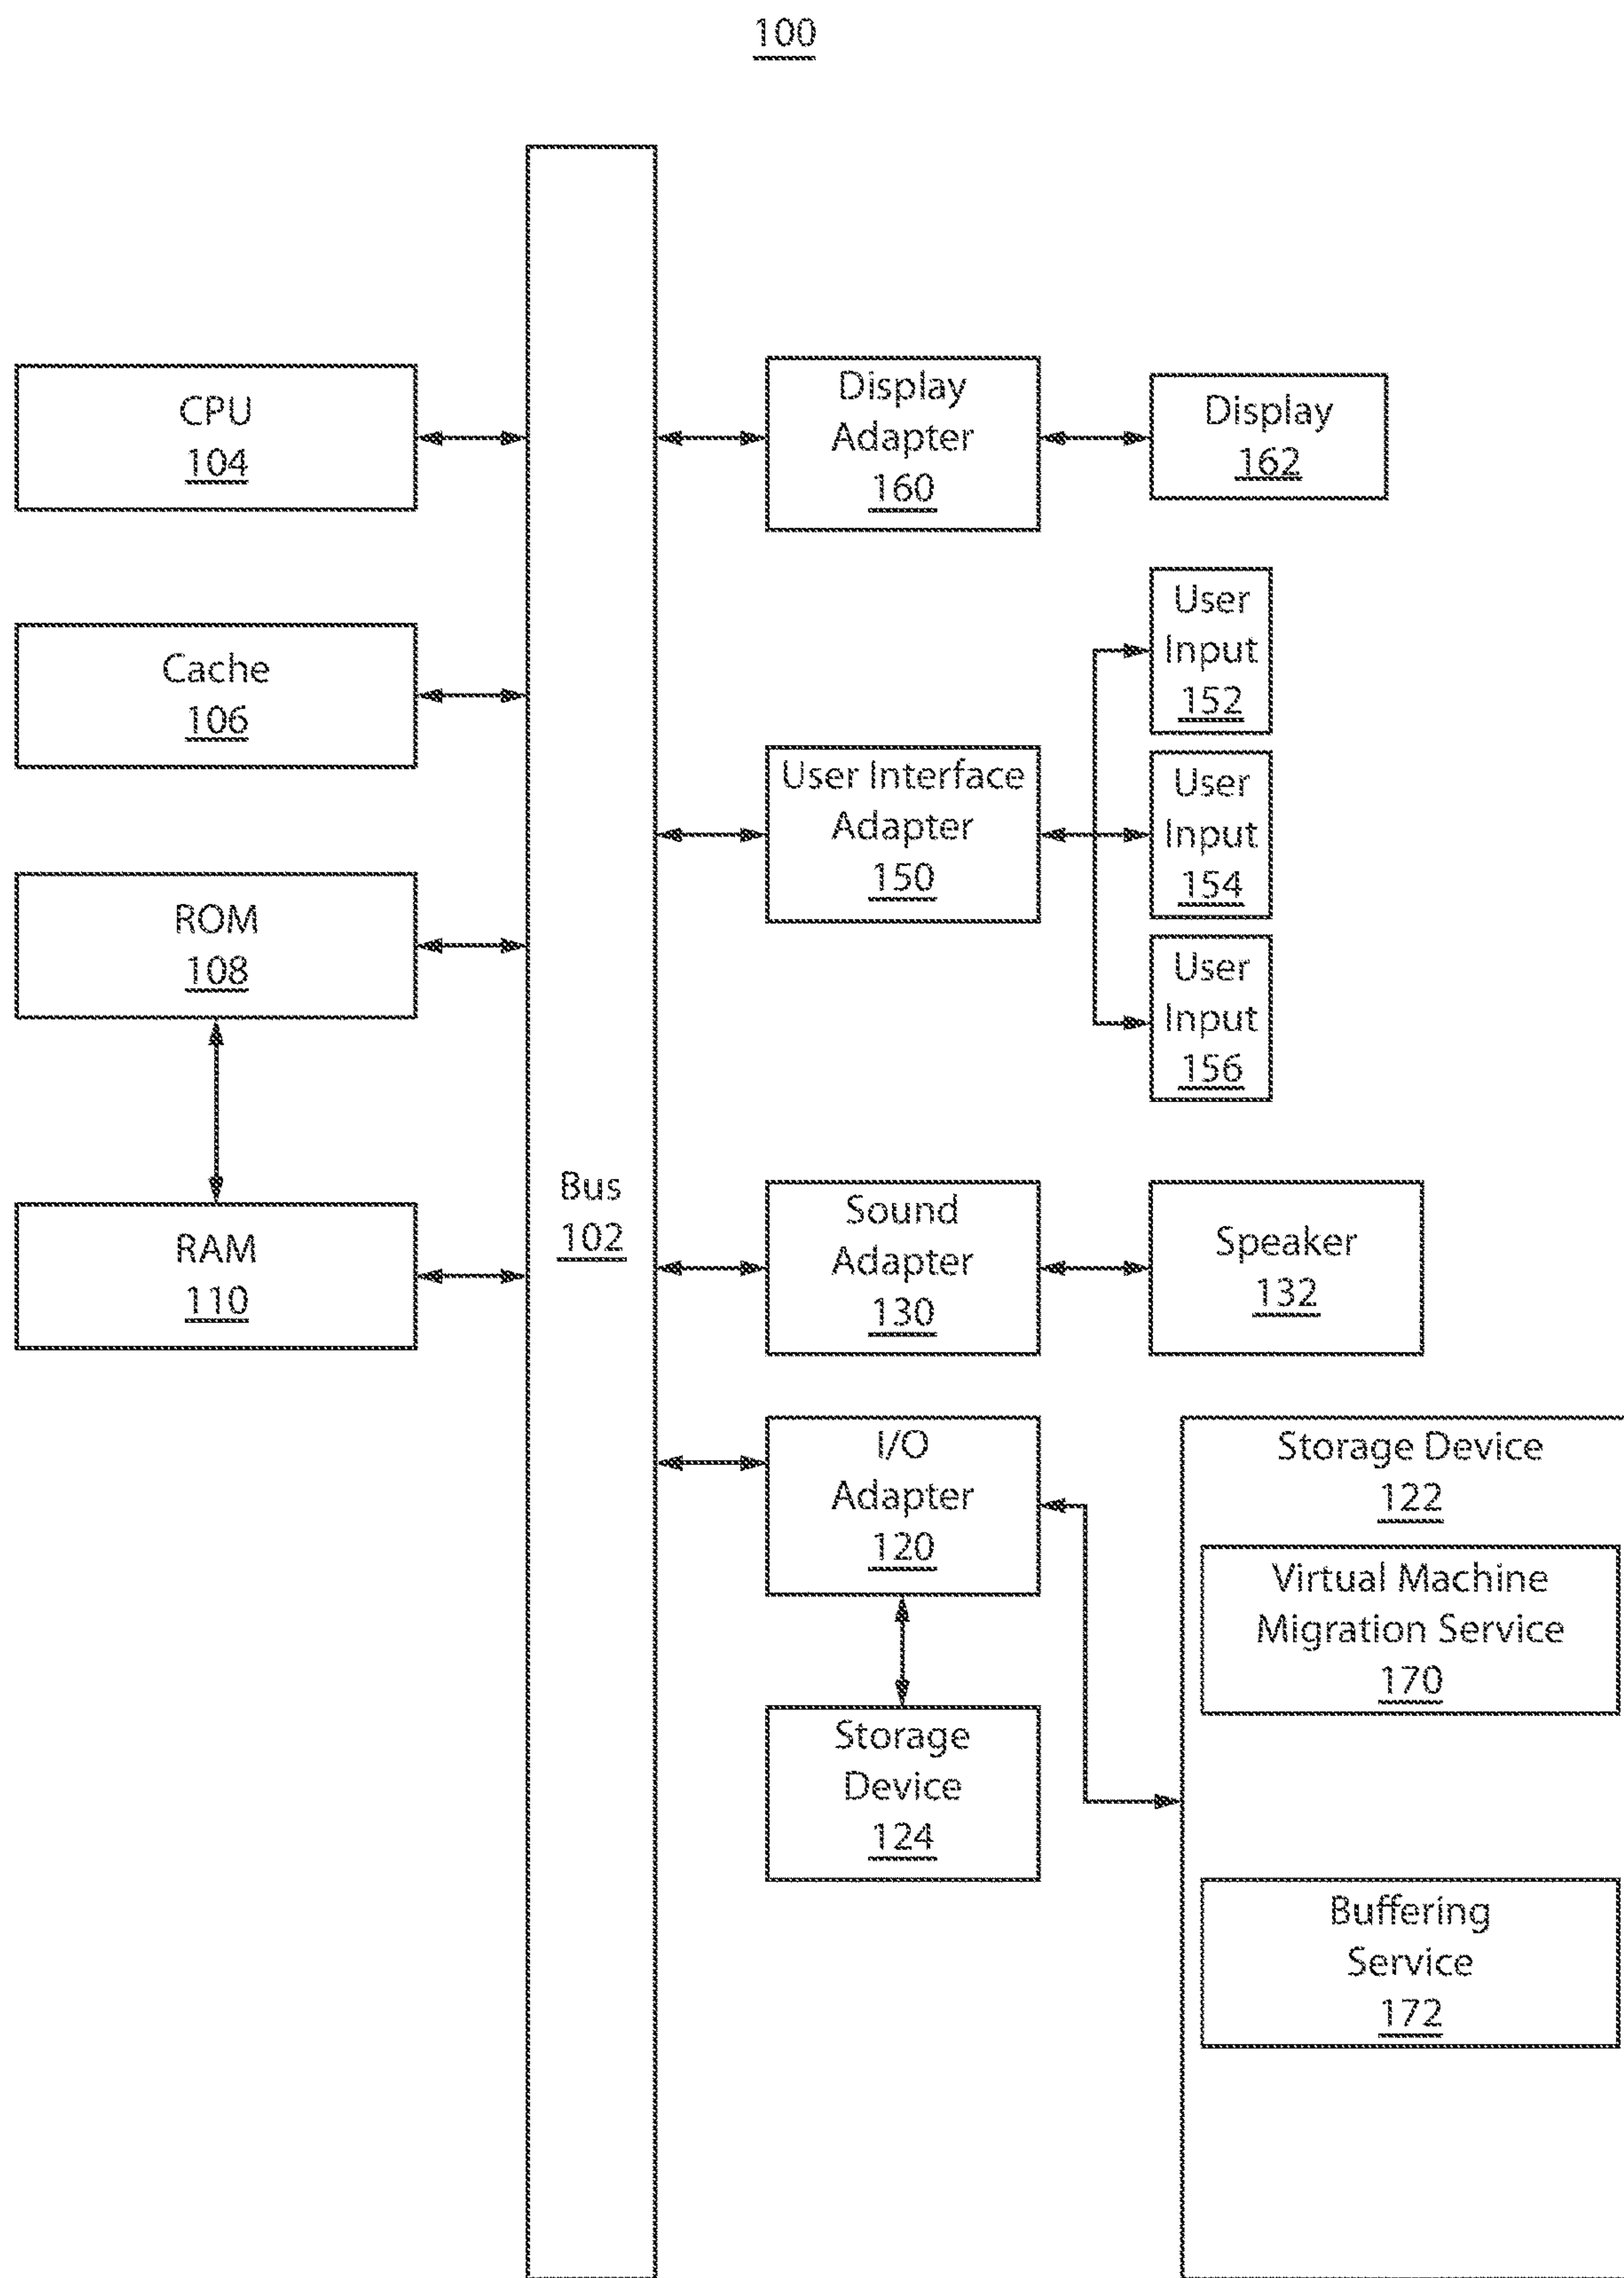 100
CPU
104
Cache
106
ROM
108
RAM
110
Bus
102
Display
Adapter
160
Display
162
User Interface
Adapter
150
User
Input
152
User
Input
154
User
Input
156
Sound
Adapter
130
Speaker
132
I/O
Adapter
120
Storage
Device
124
Storage Device
122
Virtual Machine
Migration Service
170
Buffering
Service
172